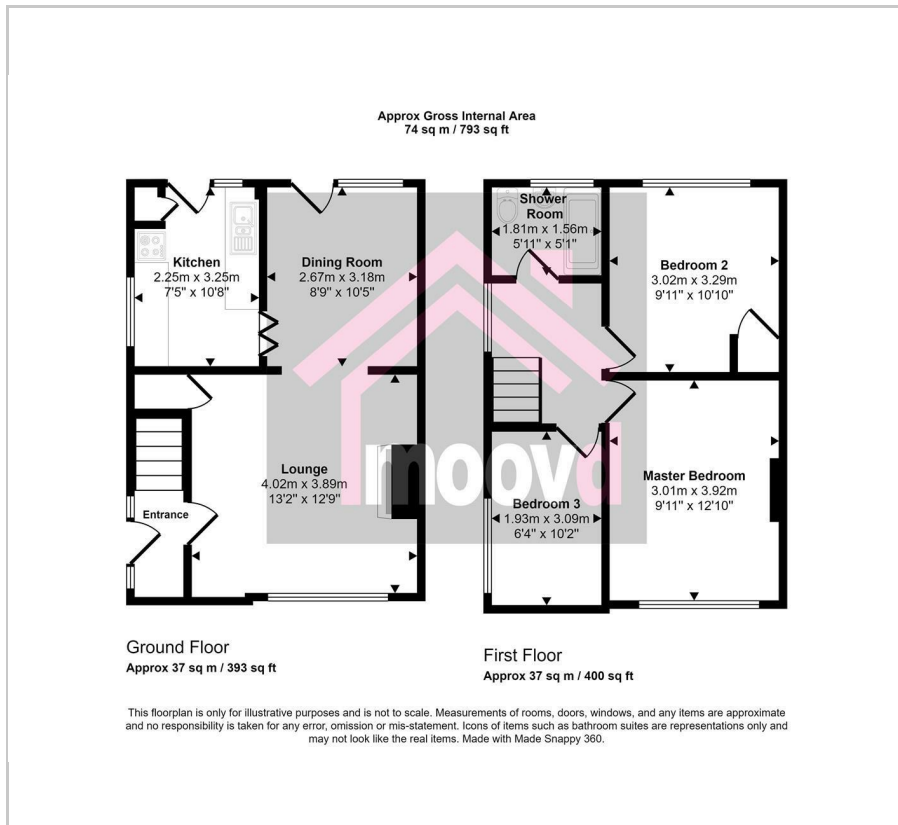 Approx Gross Internal Area
74 sq m / 793 sq ft
Kitchen
2.25m x 3.25m
7'5" x 10'8"
Dining Room
2.67m x 3.18m
8'9" x 10'5"
Lounge
4.02m x 3.89m
13'2" x 12'9"
Entrance
Shower
Room
1.81m x 1.56m
5'11" x 5'1"
Bedroom 2
3.02m x 3.29m
9'11" x 10'10"
Master Bedroom
3.01m x 3.92m
9'11" x 12'10"
Bedroom 3
1.93m x 3.09m
6'4" x 10'2"
moovd
Ground Floor
Approx 37 sq m / 393 sq ft
First Floor
Approx 37 sq m / 400 sq ft
This floorplan is only for illustrative purposes and is not to scale. Measurements of rooms, doors, windows, and any items are approximate
and no responsibility is taken for any error, omission or mis-statement. Icons of items such as bathroom suites are representations only and
may not look like the real items. Made with Made Snappy 360.